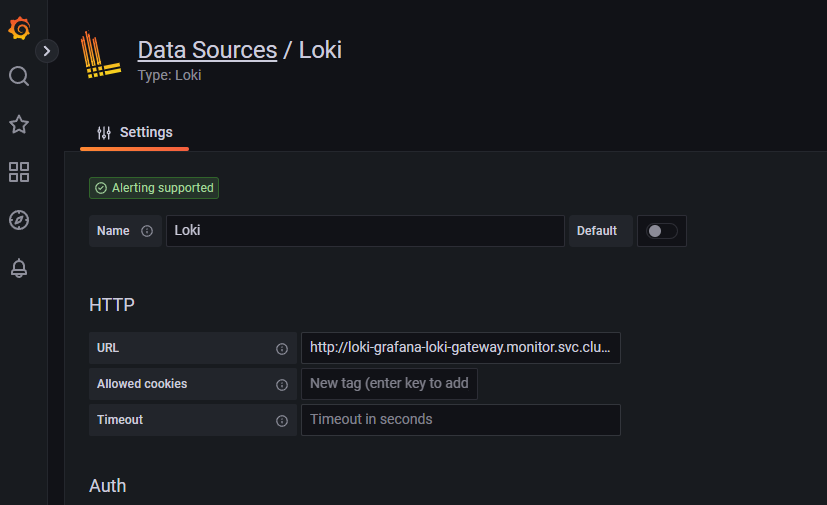 Data Sources / Loki
Type: Loki
Settings
Alerting supported
Name
Loki
Default
HTTP
URL
http://loki-grafana-loki-gateway.monitor.svc.clu...
Allowed cookies
New tag (enter key to add
Timeout
Timeout in seconds
Auth